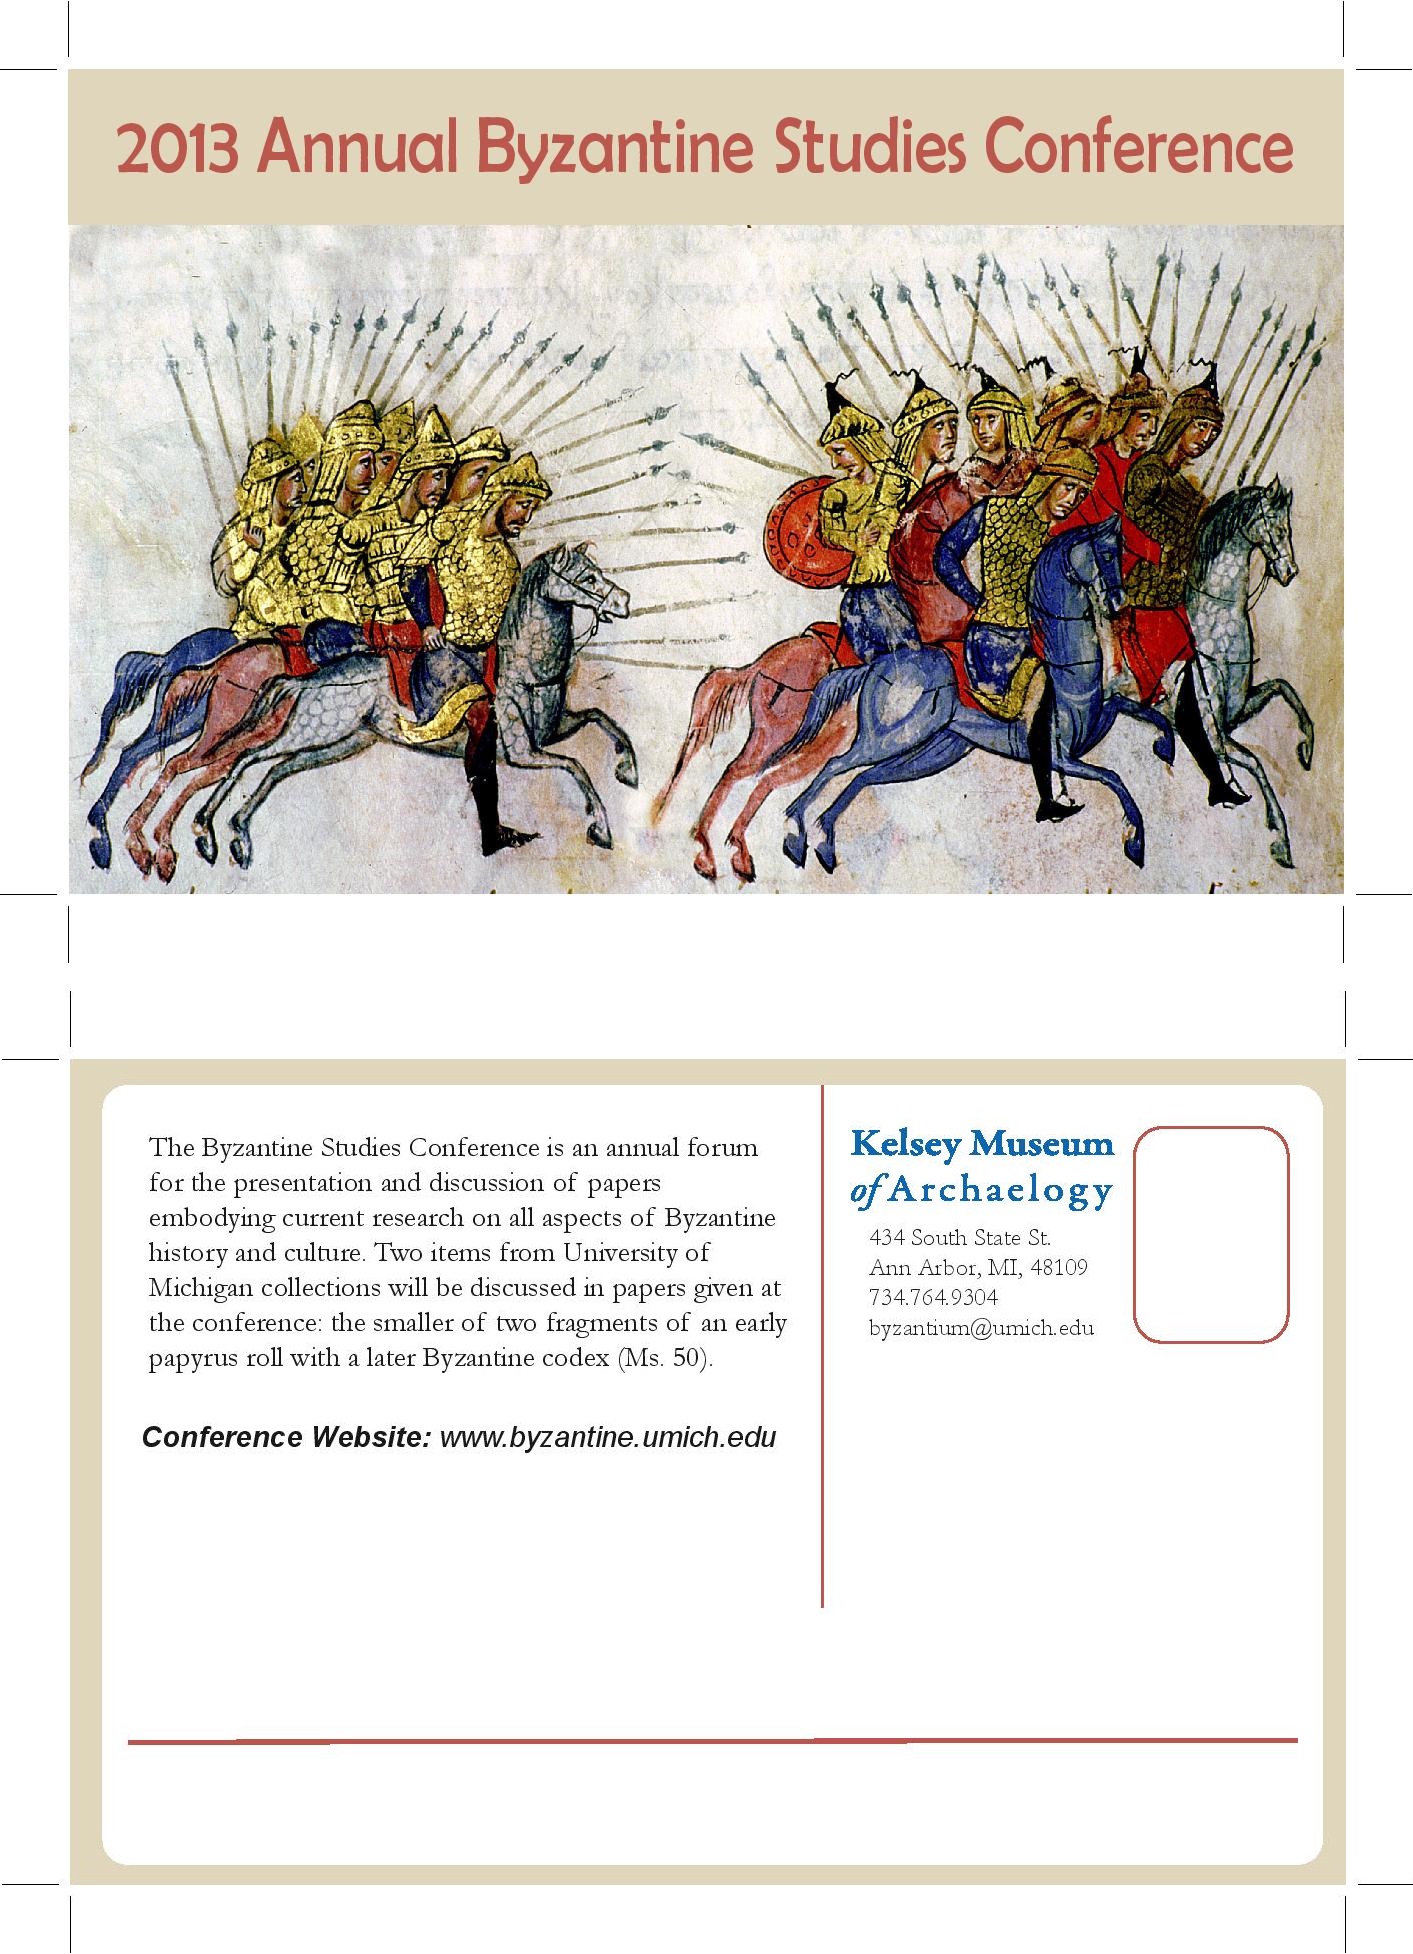 2013 Annual Byzantine Studies Conference
The Byzantine Studies Conference is an annual forum
for the presentation and discussion of papers
embodying current research on all aspects of Byzantine
history and culture. Two items from University of
Michigan collections will be discussed in papers given at
the conference: the smaller of two fragments of an early
papyrus roll with a later Byzantine codex (Ms. 50).
Conference Website: www.byzantine.umich.edu
Kelsey Museum
of Archaelogy
434 South State St.
Ann Arbor, MI, 48109
734.764.9304
byzantium@umich.edu